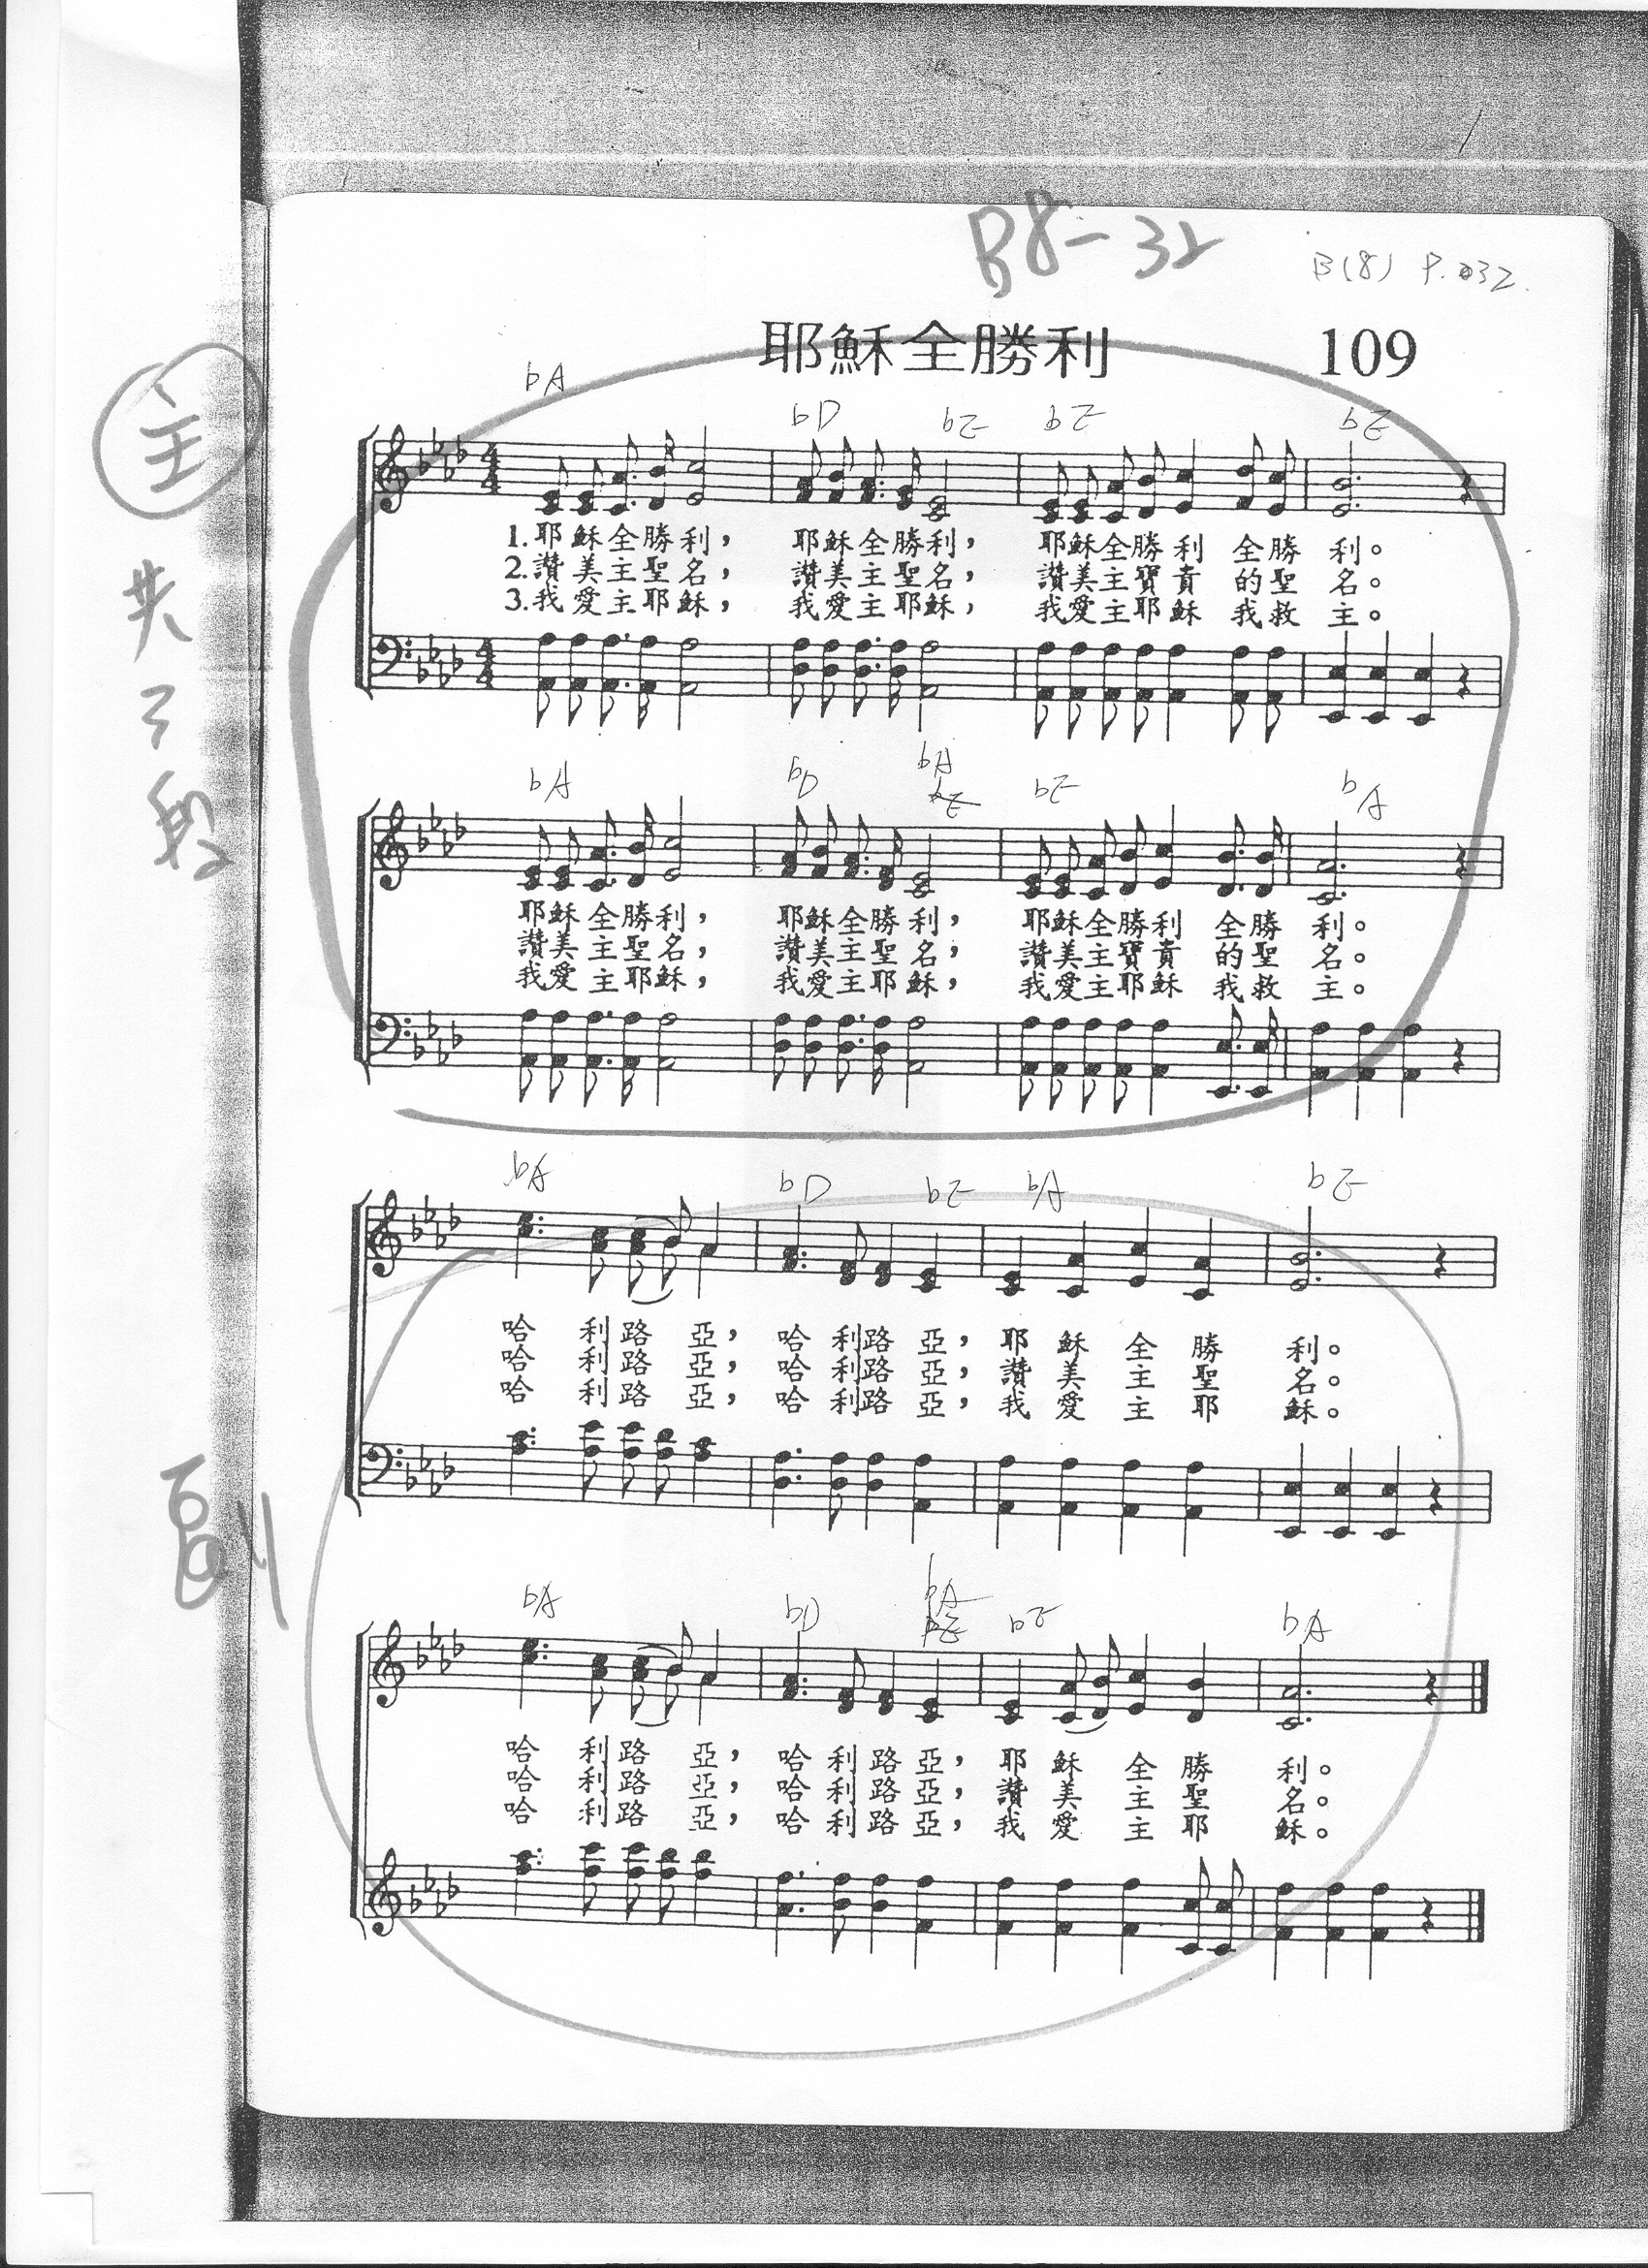 B8-32
B(8) P.032.
耶穌全勝利
109
主
共3段
bA
bD bE bE bE
1.耶穌全勝利, 耶穌全勝利, 耶穌全勝利 全勝 利。
2.讚美主聖名, 讚美主聖名, 讚美主寶貴 的聖 名。
3.我愛主耶穌, 我愛主耶穌, 我愛主耶穌 我救 主。
bA bD bA bE bA
耶穌全勝利, 耶穌全勝利, 耶穌全勝利 全勝 利。
讚美主聖名, 讚美主聖名, 讚美主寶貴 的聖 名。
我愛主耶穌, 我愛主耶穌, 我愛主耶穌 我救 主。
bA bD bE bA bE
哈 利路 亞, 哈利路亞, 耶穌全勝 利。
哈 利路 亞, 哈利路亞, 讚美主聖 名。
哈 利路 亞, 哈利路亞, 我愛主耶 穌。
副
bA bD bA bE bA
哈 利路 亞, 哈利路亞, 耶穌全勝 利。
哈 利路 亞, 哈利路亞, 讚美主聖 名。
哈 利路 亞, 哈利路亞, 我愛主耶 穌。